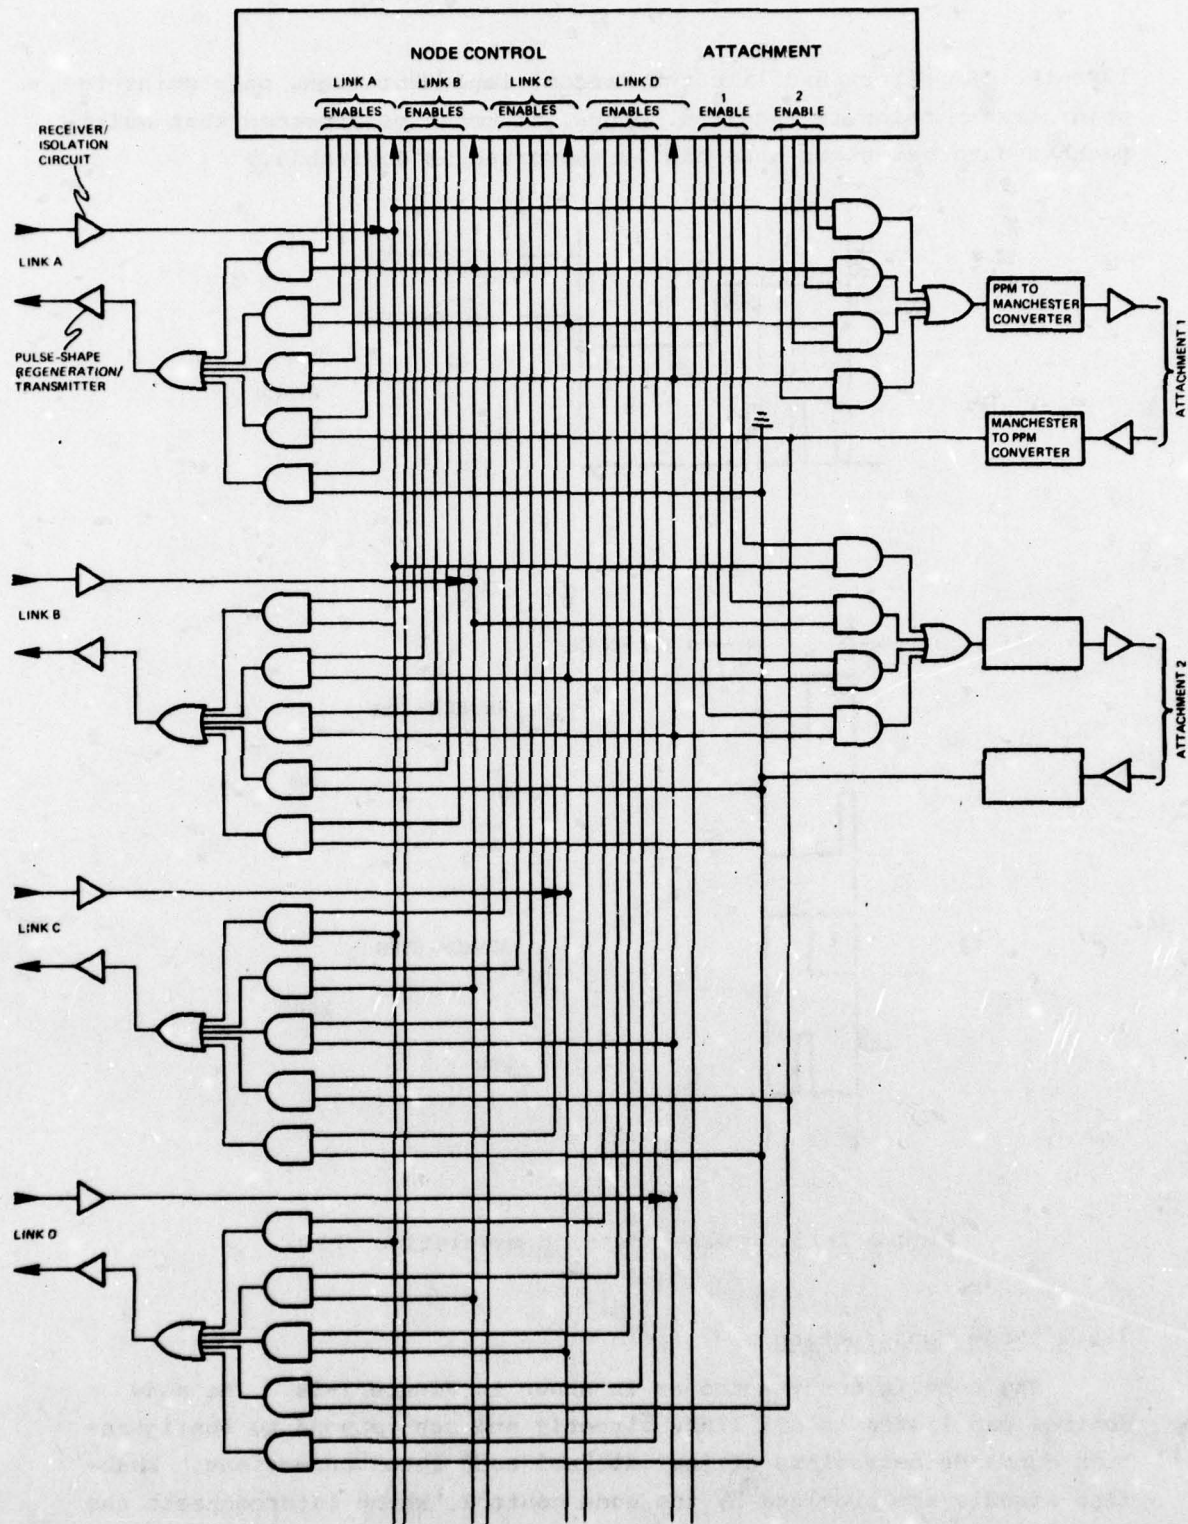 NODE CONTROL ATTACHMENT
LINK A LINK B LINK C LINK D 1 2
ENABLES ENABLES ENABLES ENABLES ENABLE ENABLE
RECEIVER/
ISOLATION
CIRCUIT
LINK A
PULSE-SHAPE
REGENERATION/
TRANSMITTER
PPM TO
MANCHESTER
CONVERTER
MANCHESTER
TO PPM
CONVERTER
ATTACHMENT 1
LINK B
ATTACHMENT 2
LINK C
LINK D